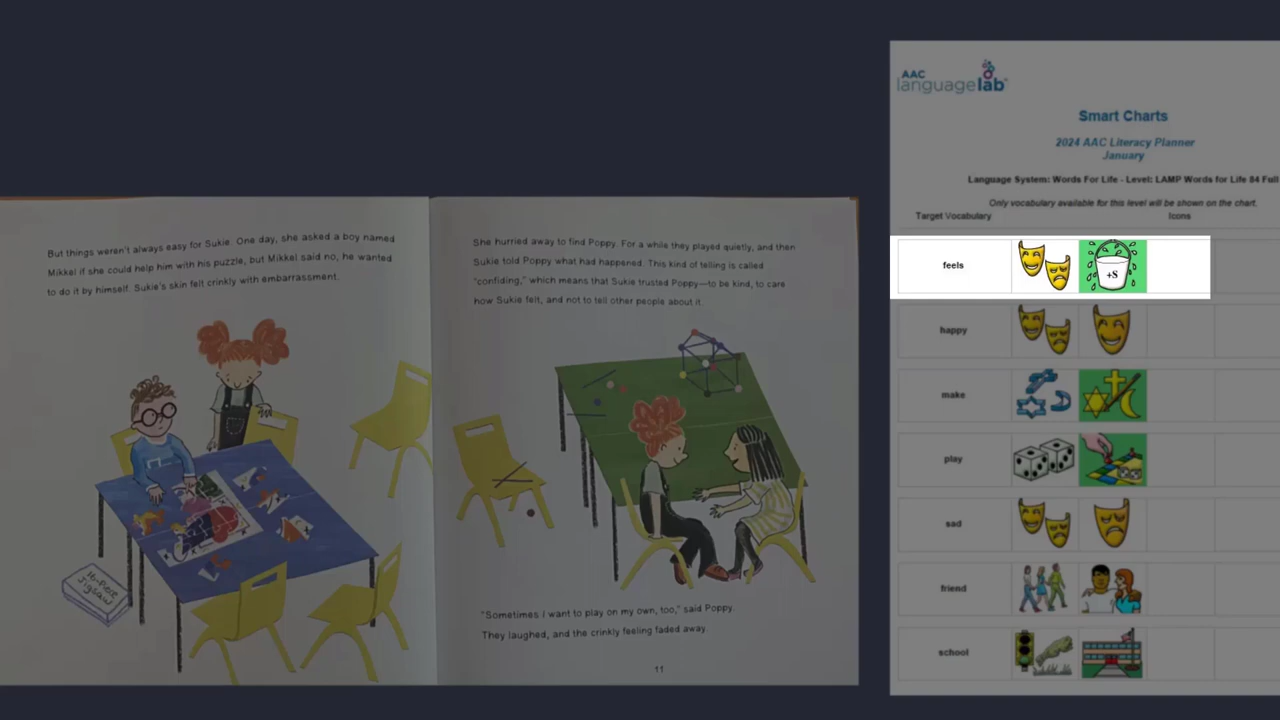 But things weren't always easy for Sukie. One day, she asked a boy named
Mikkel if she could help him with his puzzle, but Mikkel said no, he wanted
to do it by himself. Sukie's skin felt crinkly with embarrassment.
16-Piece
Jigsaw
She hurried away to find Poppy. For a while they played quietly, and then
Sukie told Poppy what had happened. This kind of telling is called
"confiding," which means that Sukie trusted Poppy—to be kind, to care
how Sukie felt, and not to tell other people about it.
"Sometimes I want to play on my own, too," said Poppy.
They laughed, and the crinkly feeling faded away.
11
AAC
languagelab
Smart Charts
2024 AAC Literacy Planner
January
Language System: Words For Life - Level: LAMP Words for Life 84 Full
Only vocabulary available for this level will be shown on the chart.
Target Vocabulary Icons
feels +S
happy
make
play
sad
friend
school